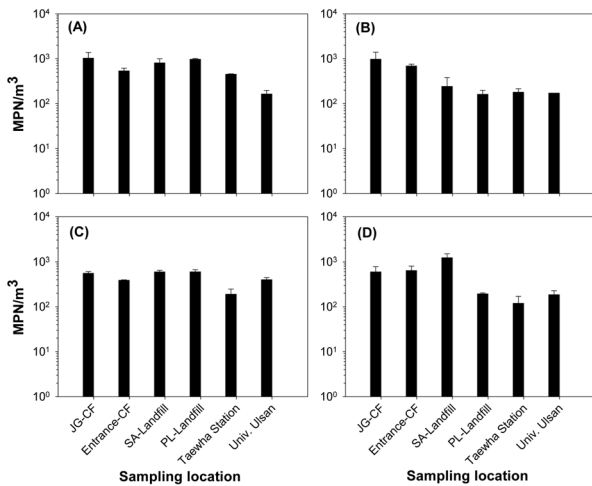 (A)
(B)
MPN/m³
10⁴
10³
10²
10¹
10⁰
10⁴
10³
10²
10¹
10⁰
(C)
(D)
MPN/m³
10⁴
10³
10²
10¹
10⁰
10⁴
10³
10²
10¹
10⁰
JG-CF
Entrance-CF
SA-Landfill
PL-Landfill
Taewha Station
Univ. Ulsan
JG-CF
Entrance-CF
SA-Landfill
PL-Landfill
Taewha Station
Univ. Ulsan
Sampling location
Sampling location